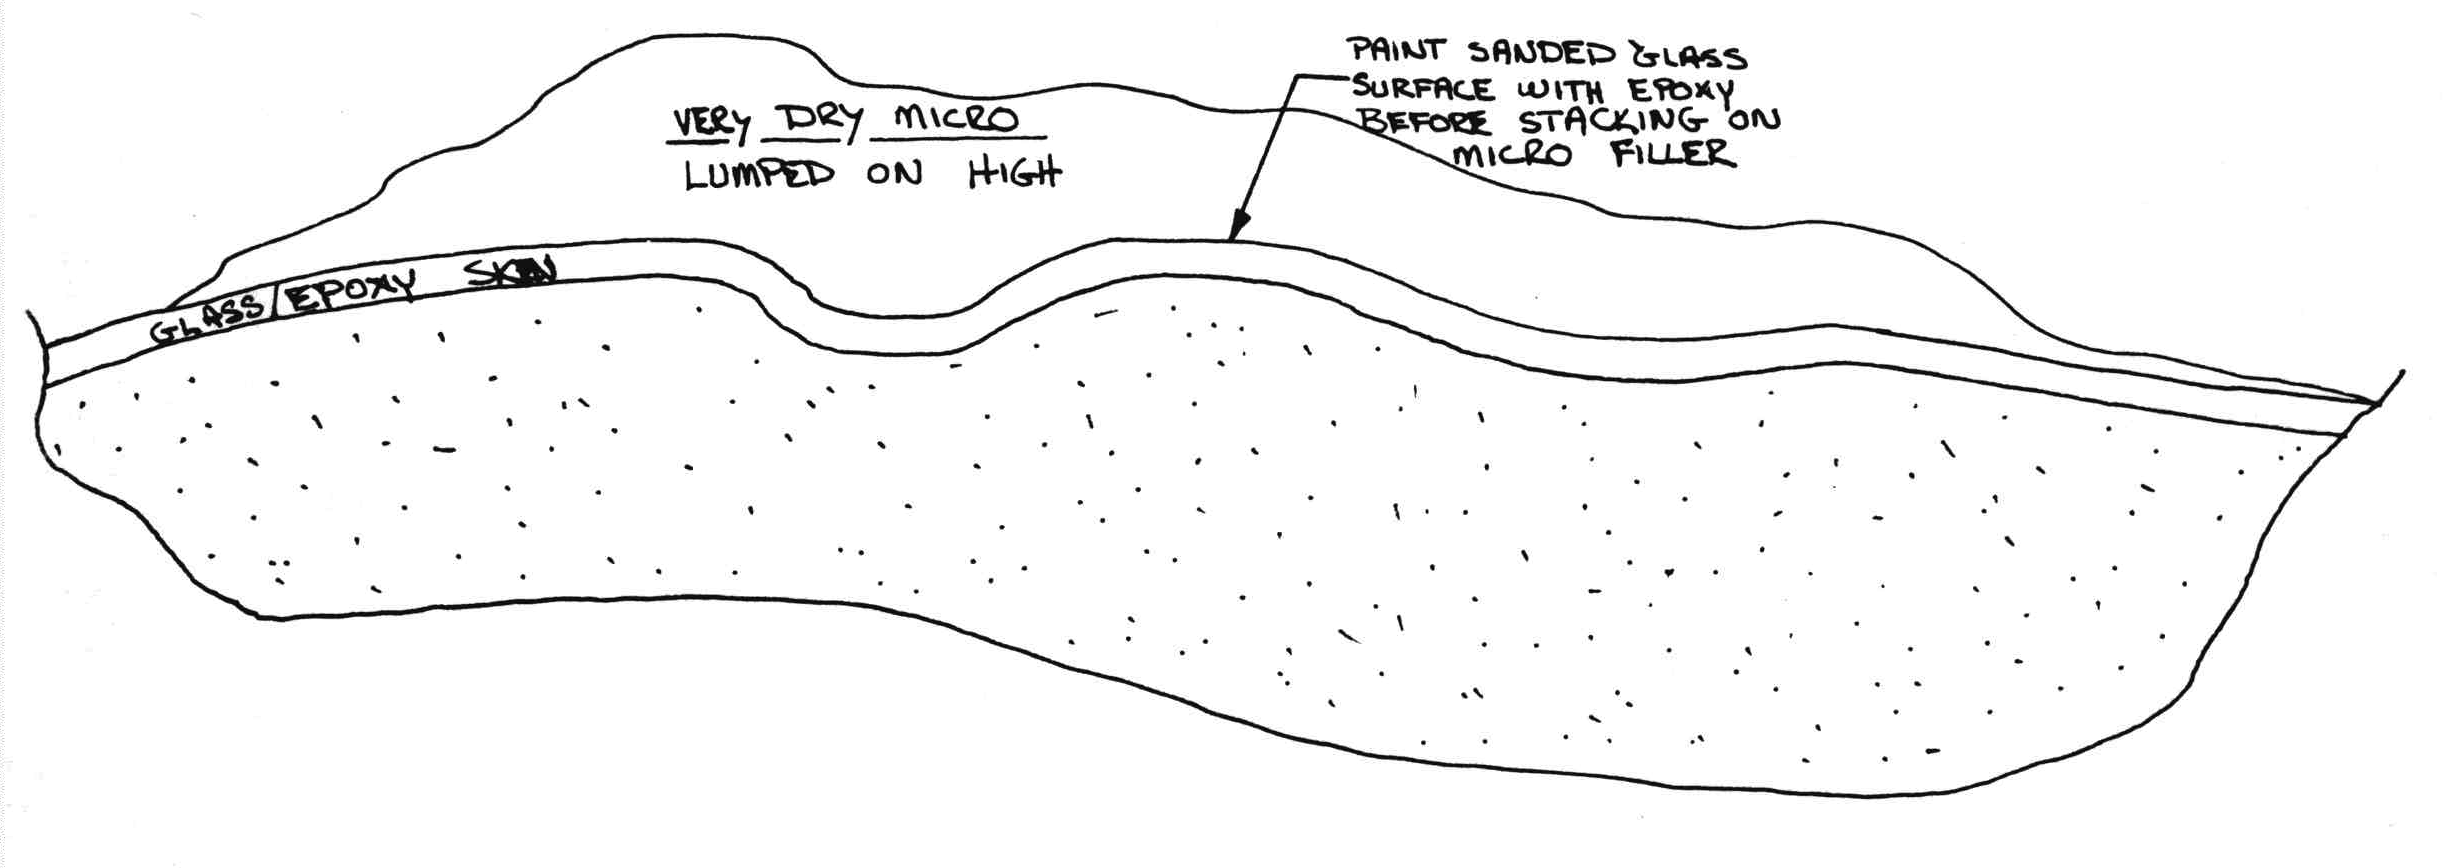 PAINT SANDED GLASS
SURFACE WITH EPOXY
BEFORE STACKING ON
MICRO FILLER
VERY DRY MICRO
LUMPED ON HIGH
GLASS/EPOXY SKIN